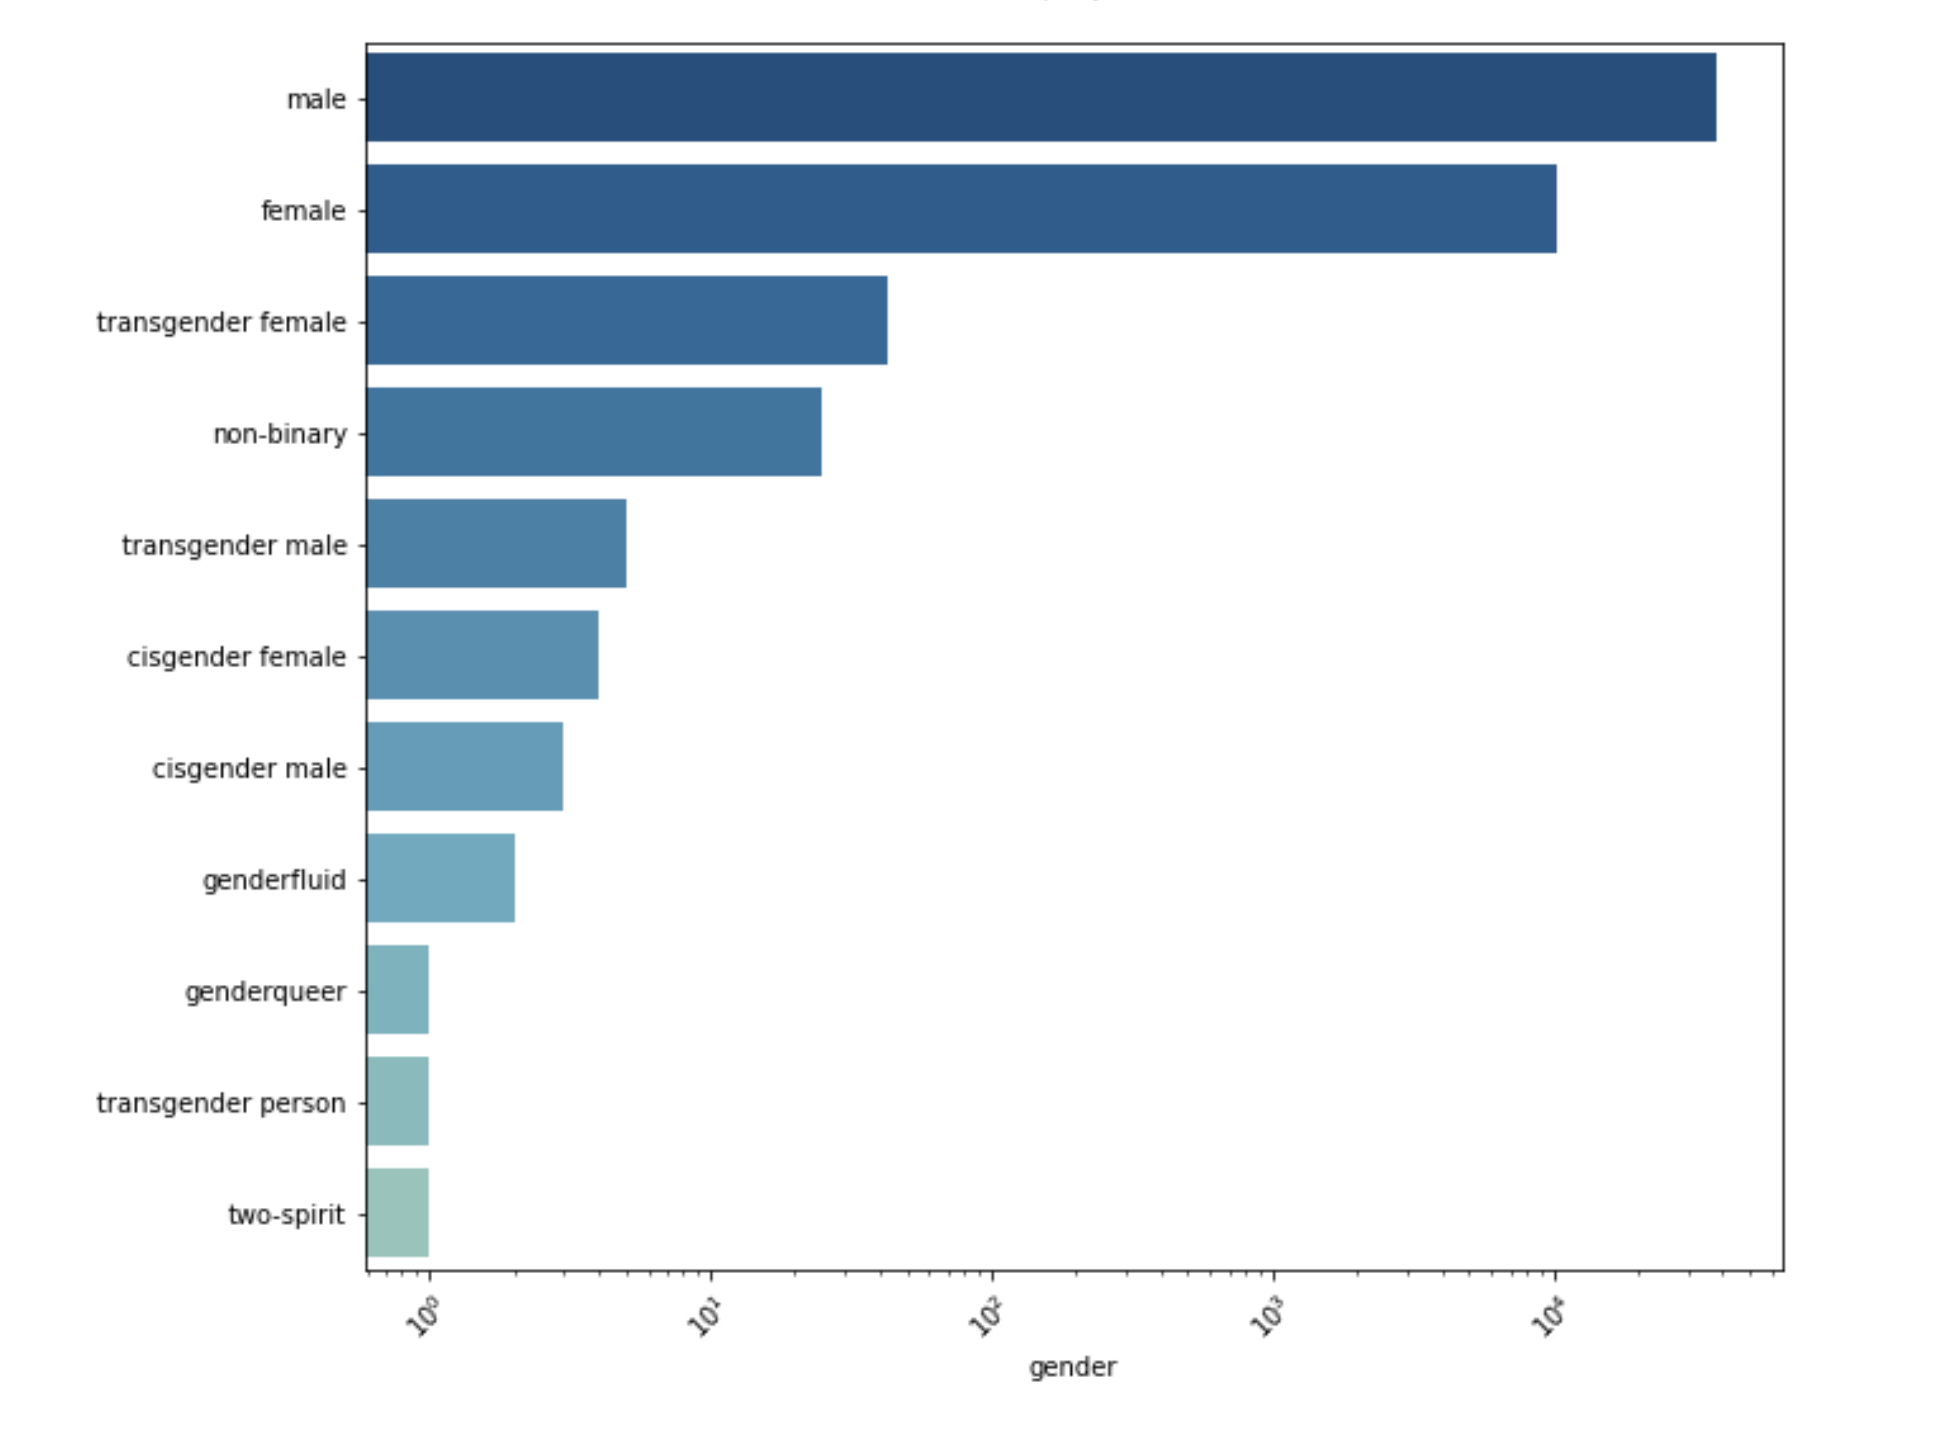 male
female
transgender female
non-binary
transgender male
cisgender female
cisgender male
genderfluid
genderqueer
transgender person
two-spirit
10⁰ 10¹ 10² 10³ 10⁴
gender